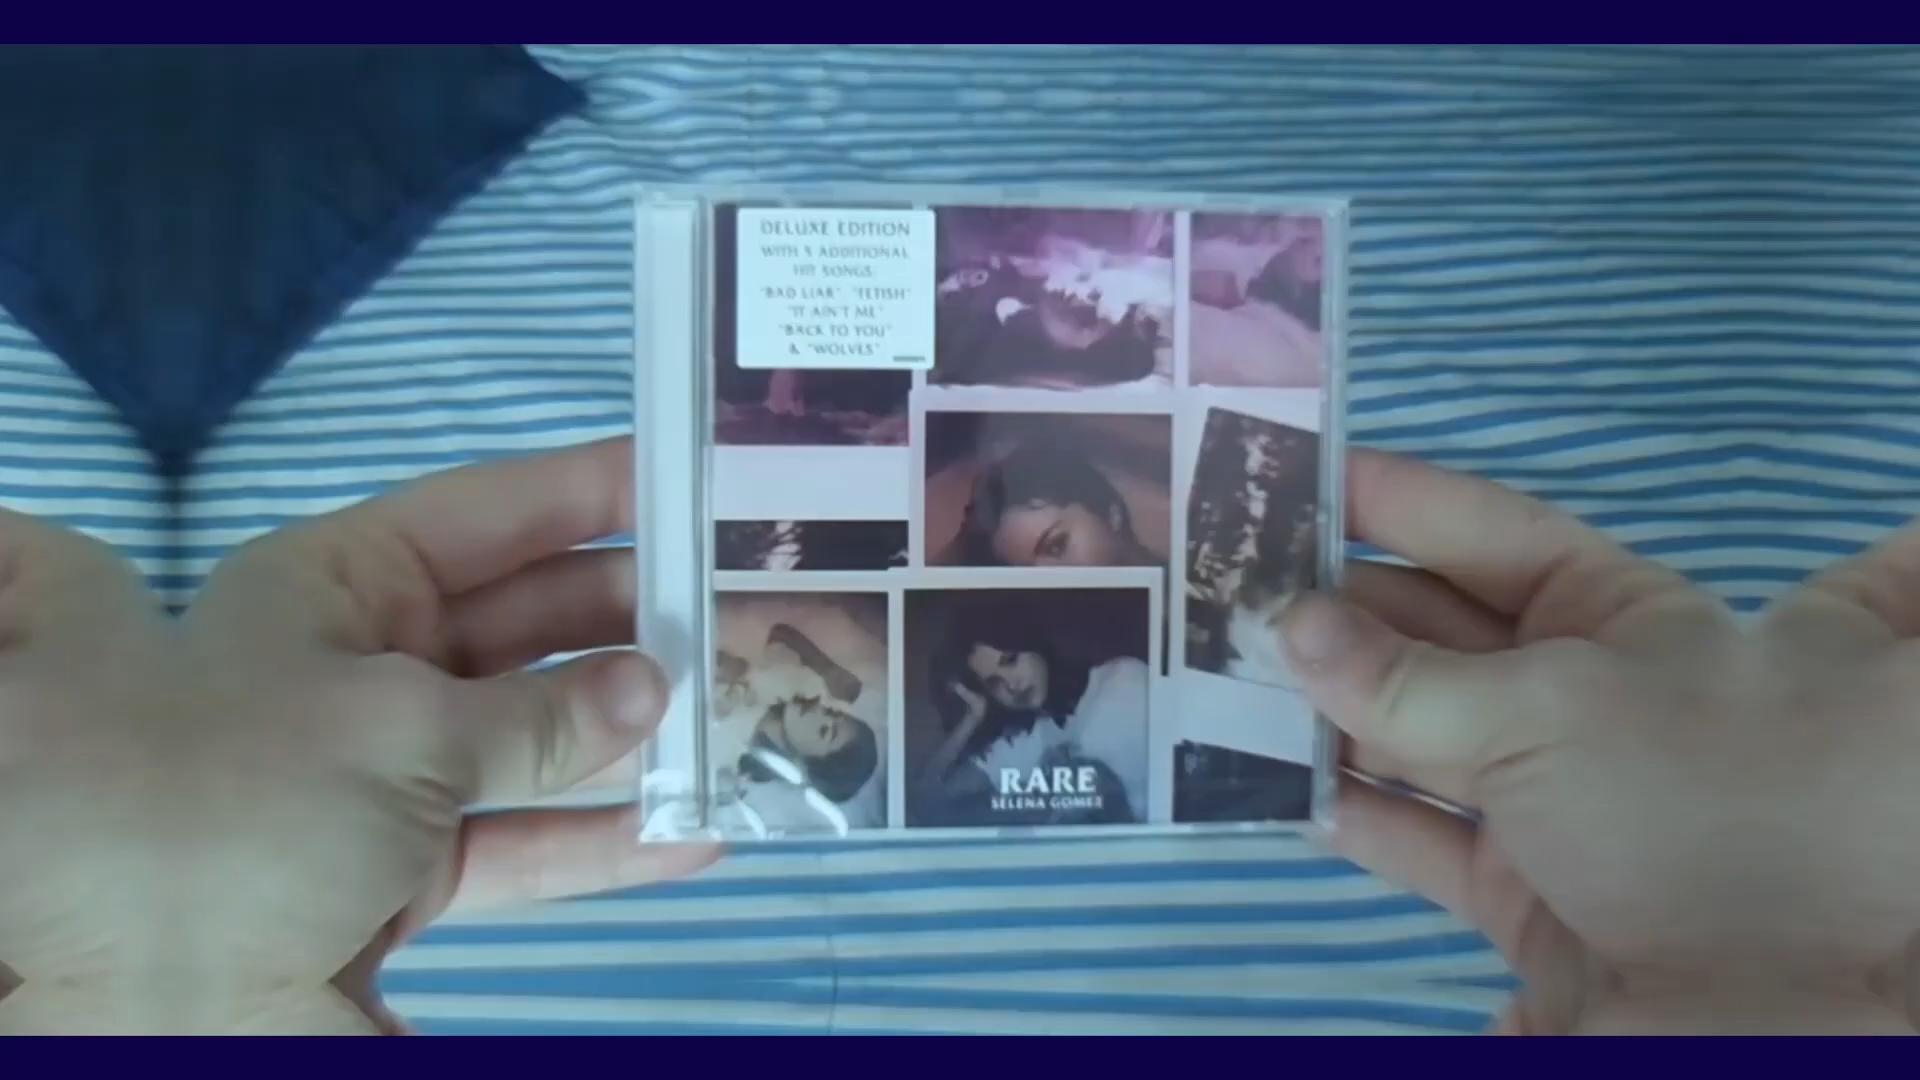 DELUXE EDITION
WITH 5 ADDITIONAL
HIT SONGS:
"BAD LIAR", "FETISH"
"IT AIN'T ME"
"BACK TO YOU"
& "WOLVES"
RARE
SELENA GOMEZ